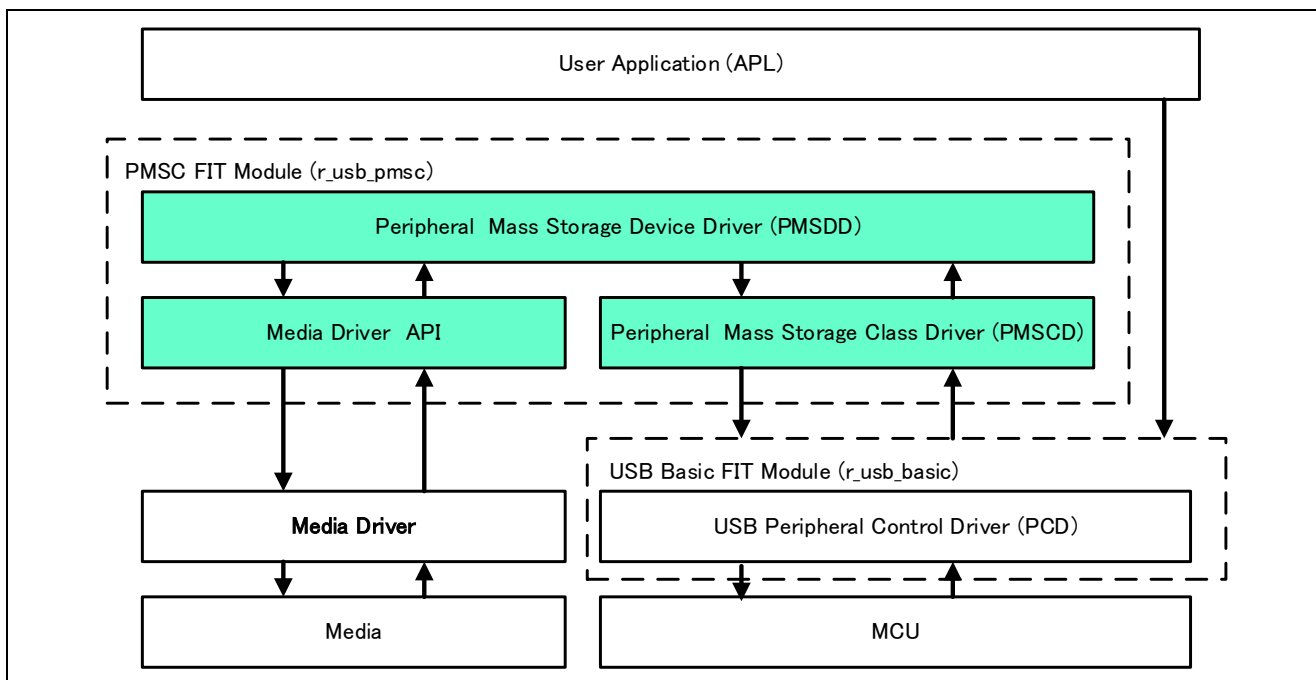 User Application (APL)
PMSC FIT Module (r_usb_pmsc)
Peripheral Mass Storage Device Driver (PMSDD)
Media Driver API
Peripheral Mass Storage Class Driver (PMSCD)
USB Basic FIT Module (r_usb_basic)
Media Driver
USB Peripheral Control Driver (PCD)
Media
MCU